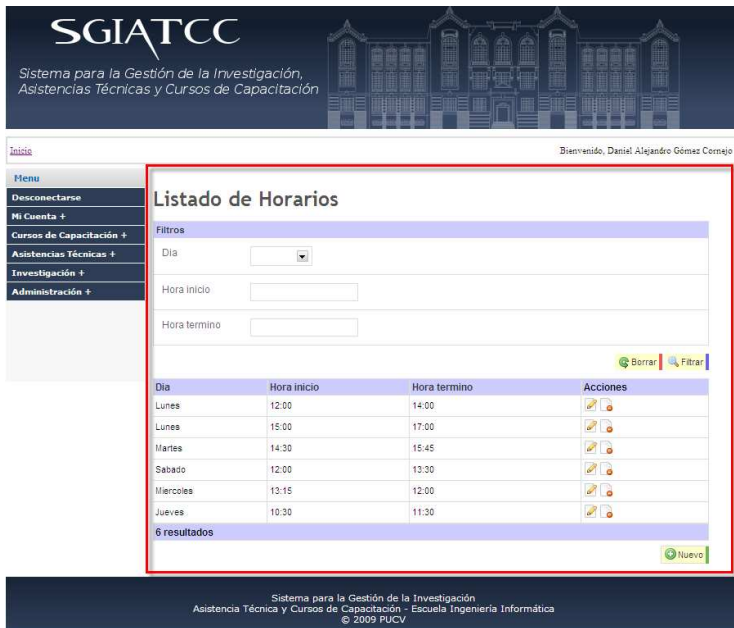 SGIATCC
Sistema para la Gestión de la Investigación,
Asistencias Técnicas y Cursos de Capacitación
Inicio
Bienvenido, Daniel Alejandro Gómez Cornejo
Menu
Desconectarse
Mi Cuenta +
Cursos de Capacitación +
Asistencias Técnicas +
Investigación +
Administración +
Listado de Horarios
Filtros
Dia
Hora inicio
Hora termino
Borrar Filtrar
Dia Hora inicio Hora termino Acciones
Lunes 12:00 14:00
Lunes 15:00 17:00
Martes 14:30 15:45
Sabado 12:00 13:30
Miercoles 13:15 12:00
Jueves 10:30 11:30
6 resultados
Nuevo
Sistema para la Gestión de la Investigación
Asistencia Técnica y Cursos de Capacitación - Escuela Ingeniería Informática
© 2009 PUCV